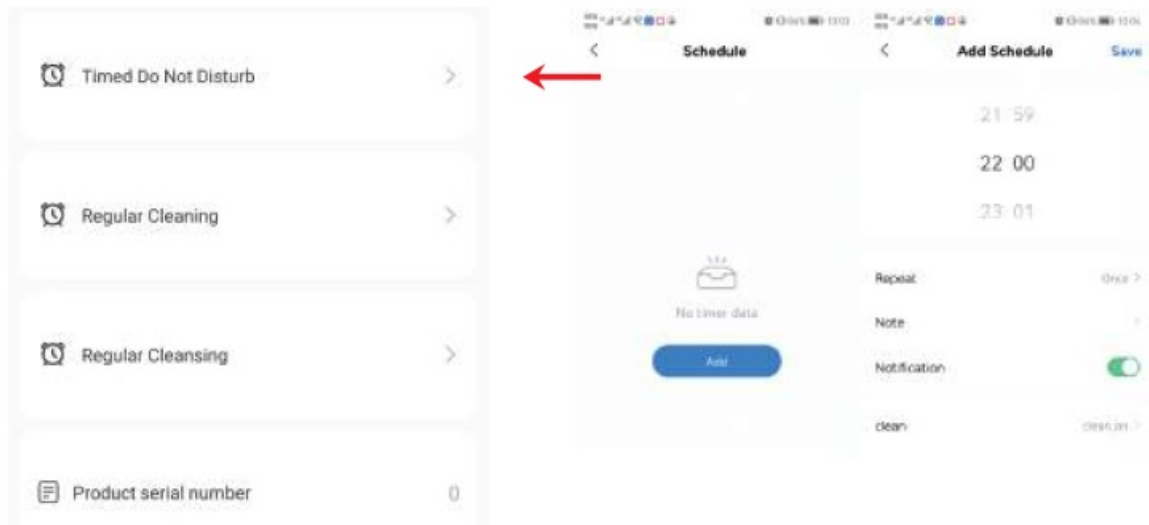 Timed Do Not Disturb
Regular Cleaning
Regular Cleansing
Product serial number 0
Schedule
No timer data
Add
Add Schedule Save
21 59
22 00
23 01
Repeat Once
Note
Notification
clean